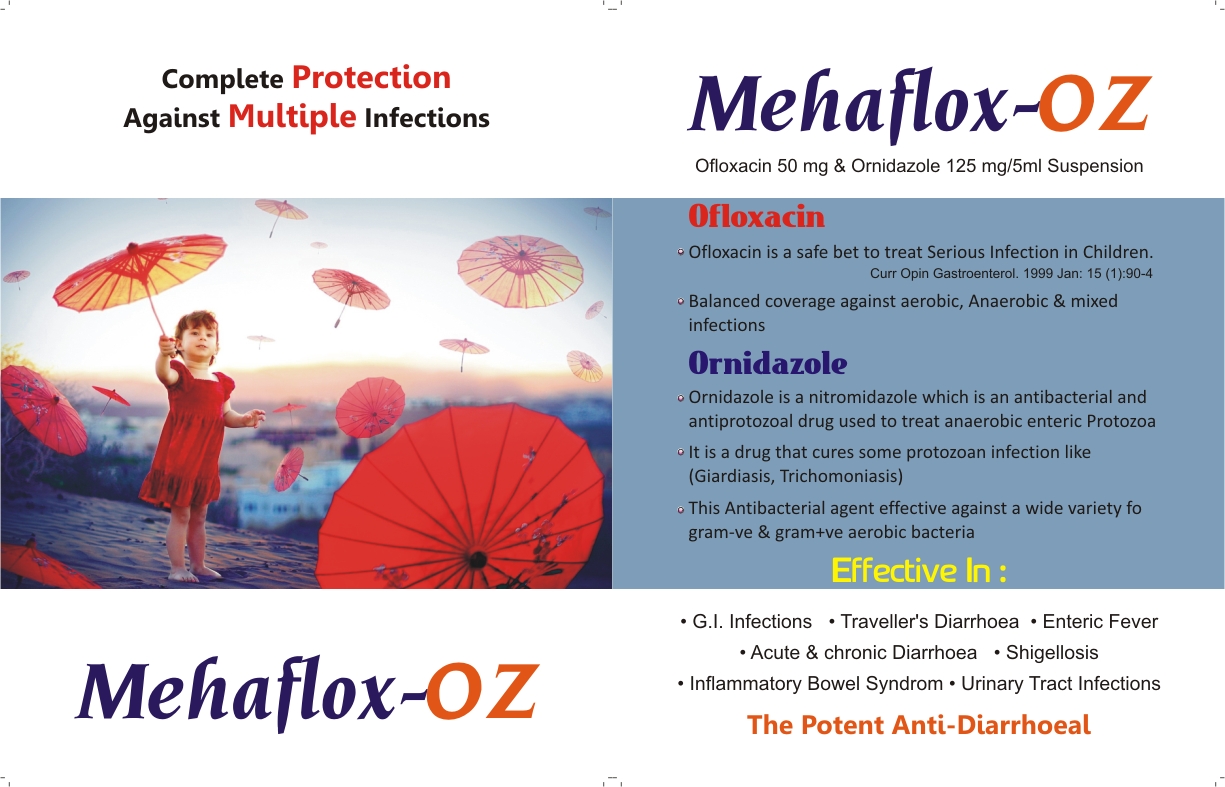 Complete Protection
Against Multiple Infections
Mehaflox-OZ
Mehaflox-OZ
Ofloxacin 50 mg & Ornidazole 125 mg/5ml Suspension
Ofloxacin
Ofloxacin is a safe bet to treat Serious Infection in Children.
Curr Opin Gastroenterol. 1999 Jan: 15 (1):90-4
Balanced coverage against aerobic, Anaerobic & mixed
infections
Ornidazole
Ornidazole is a nitromidazole which is an antibacterial and
antiprotozoal drug used to treat anaerobic enteric Protozoa
It is a drug that cures some protozoan infection like
(Giardiasis, Trichomoniasis)
This Antibacterial agent effective against a wide variety fo
gram-ve & gram+ve aerobic bacteria
Effective In :
• G.I. Infections • Traveller's Diarrhoea • Enteric Fever
• Acute & chronic Diarrhoea • Shigellosis
• Inflammatory Bowel Syndrom • Urinary Tract Infections
The Potent Anti-Diarrhoeal